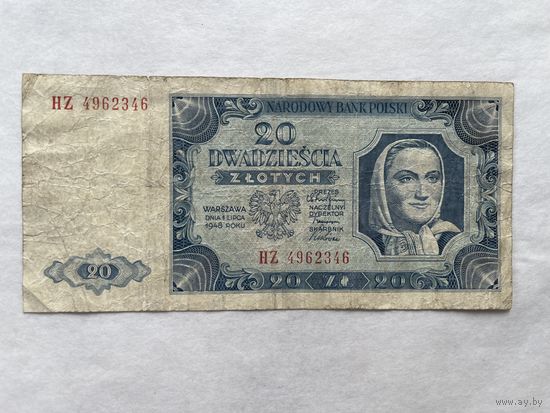 HZ 4962346
NARODOWY BANK POLSKI
20
DWADZIEŚCIA
ZŁOTYCH
WARSZAWA
DNIA 1 LIPCA
1948 ROKU
PREZES
NACZELNY
DYREKTOR
SKARBNIK
HZ 4962346
20
20 ZŁ 20
www.ay.by